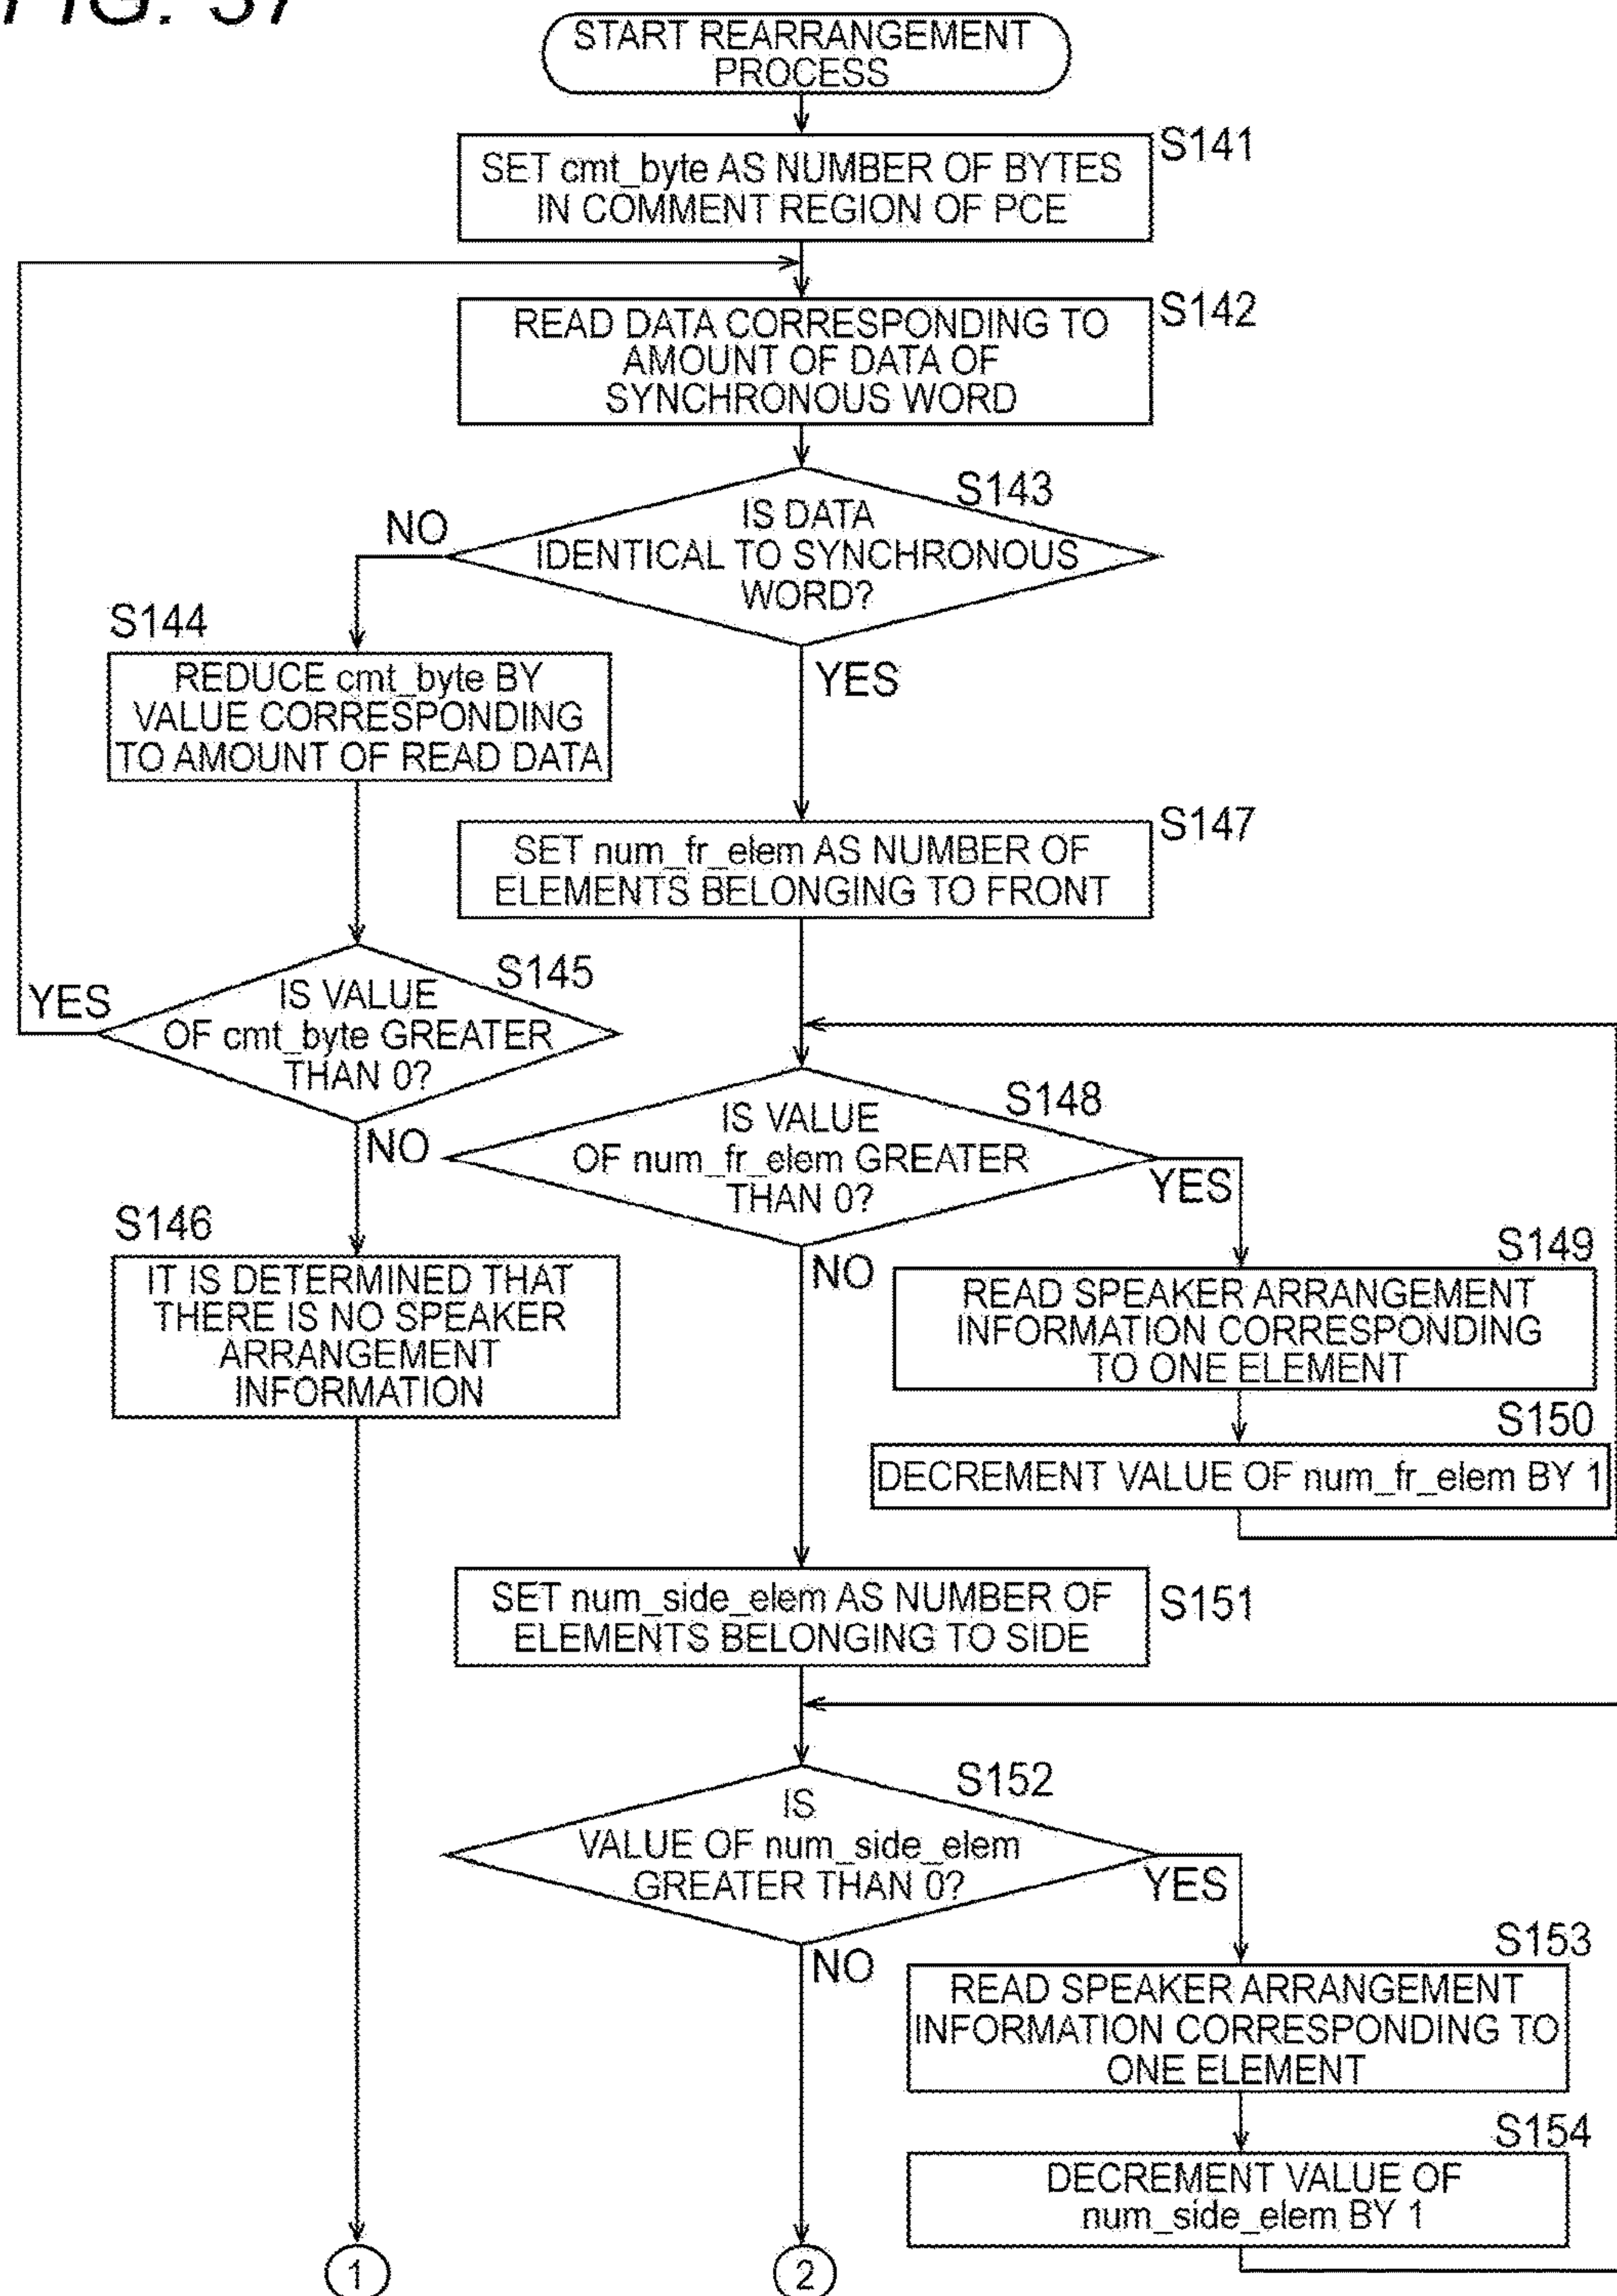 FIG. 37
START REARRANGEMENT
PROCESS
S141
SET cmt_byte AS NUMBER OF BYTES
IN COMMENT REGION OF PCE
S142
READ DATA CORRESPONDING TO
AMOUNT OF DATA OF
SYNCHRONOUS WORD
S143
NO
IS DATA
IDENTICAL TO SYNCHRONOUS
WORD?
YES
S144
REDUCE cmt_byte BY
VALUE CORRESPONDING
TO AMOUNT OF READ DATA
S147
SET num_fr_elem AS NUMBER OF
ELEMENTS BELONGING TO FRONT
S145
YES
IS VALUE
OF cmt_byte GREATER
THAN 0?
NO
S148
IS VALUE
OF num_fr_elem GREATER
THAN 0?
YES
NO
S146
IT IS DETERMINED THAT
THERE IS NO SPEAKER
ARRANGEMENT
INFORMATION
S149
READ SPEAKER ARRANGEMENT
INFORMATION CORRESPONDING
TO ONE ELEMENT
S150
DECREMENT VALUE OF num_fr_elem BY 1
S151
SET num_side_elem AS NUMBER OF
ELEMENTS BELONGING TO SIDE
S152
IS
VALUE OF num_side_elem
GREATER THAN 0?
YES
NO
S153
READ SPEAKER ARRANGEMENT
INFORMATION CORRESPONDING TO
ONE ELEMENT
S154
DECREMENT VALUE OF
num_side_elem BY 1
1
2